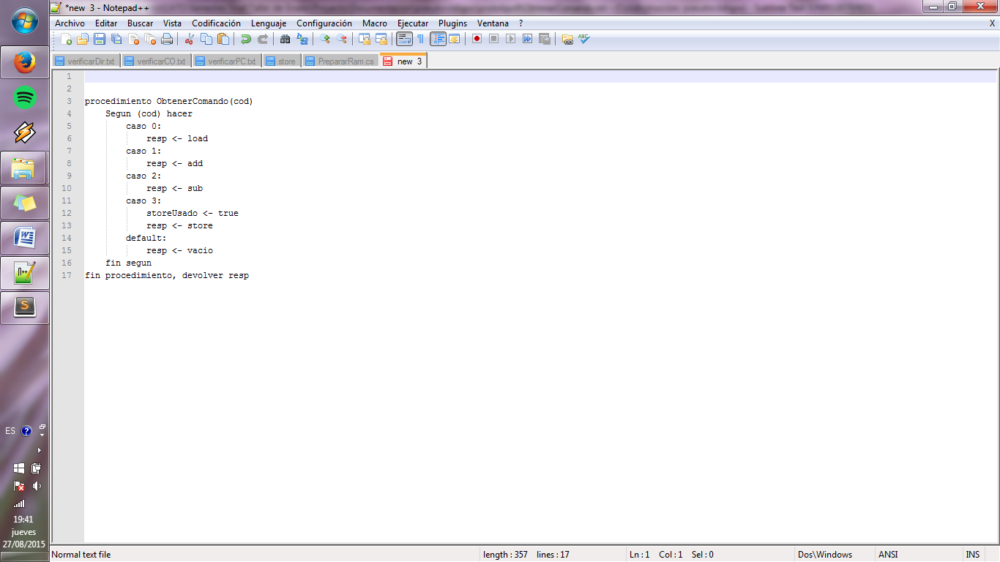 *new 3 - Notepad++
Archivo Editar Buscar Vista Codificación Lenguaje Configuración Macro Ejecutar Plugins Ventana ? X
verificarDir.txt verificarCO.txt verificarPC.txt store PrepararRam.cs new 3
1
2
3 procedimiento ObtenerComando(cod)
4 Segun (cod) hacer
5 caso 0:
6 resp <- load
7 caso 1:
8 resp <- add
9 caso 2:
10 resp <- sub
11 caso 3:
12 storeUsado <- true
13 resp <- store
14 default:
15 resp <- vacio
16 fin segun
17 fin procedimiento, devolver resp
ES
19:41
jueves
27/08/2015
Normal text file length : 357 lines : 17 Ln : 1 Col : 1 Sel : 0 Dos\Windows ANSI INS